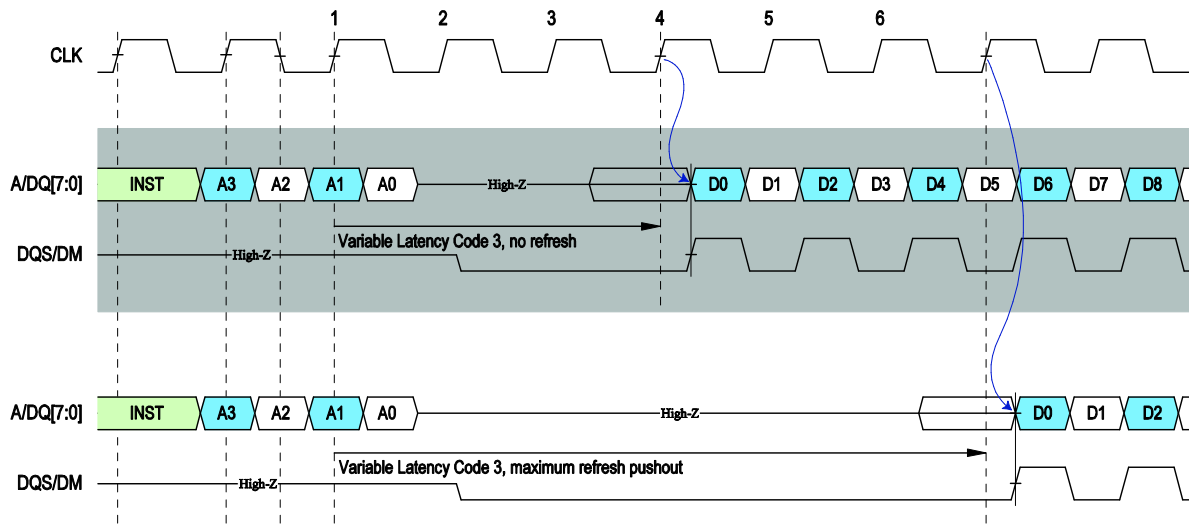 1 2 3 4 5 6
CLK
A/DQ[7:0] INST A3 A2 A1 A0 High-Z D0 D1 D2 D3 D4 D5 D6 D7 D8
Variable Latency Code 3, no refresh
DQS/DM High-Z
A/DQ[7:0] INST A3 A2 A1 A0 High-Z D0 D1 D2
Variable Latency Code 3, maximum refresh pushout
DQS/DM High-Z